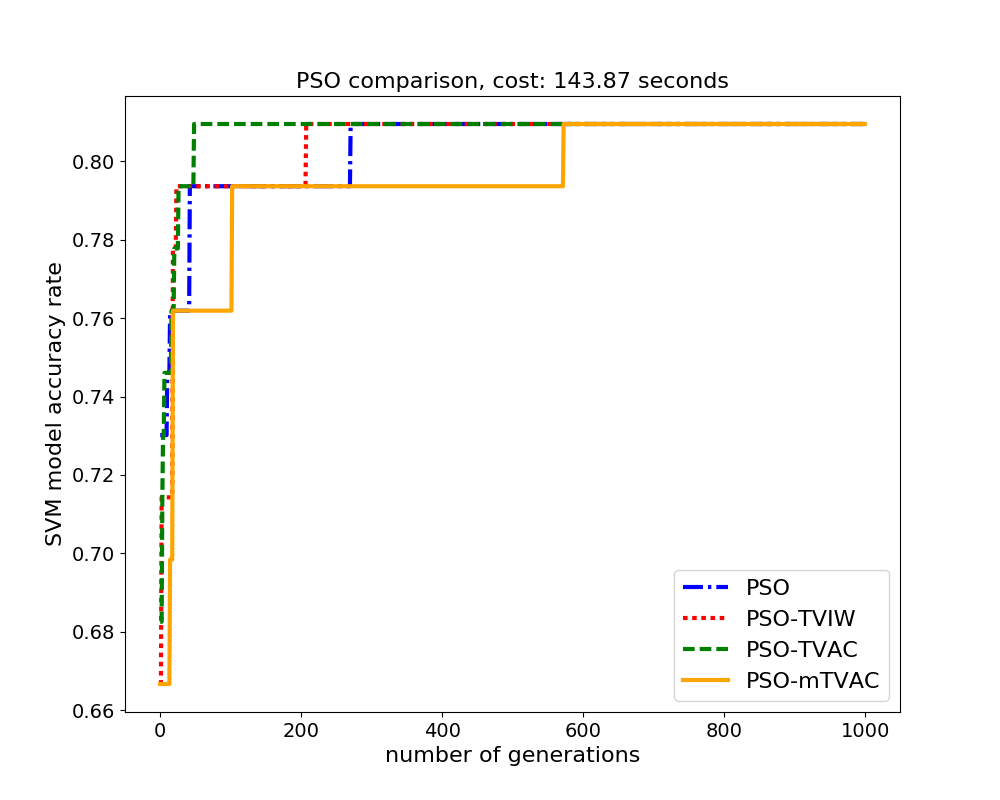 PSO comparison, cost: 143.87 seconds
SVM model accuracy rate
0.80
0.78
0.76
0.74
0.72
0.70
0.68
0.66
0 200 400 600 800 1000
number of generations
PSO
PSO-TVIW
PSO-TVAC
PSO-mTVAC